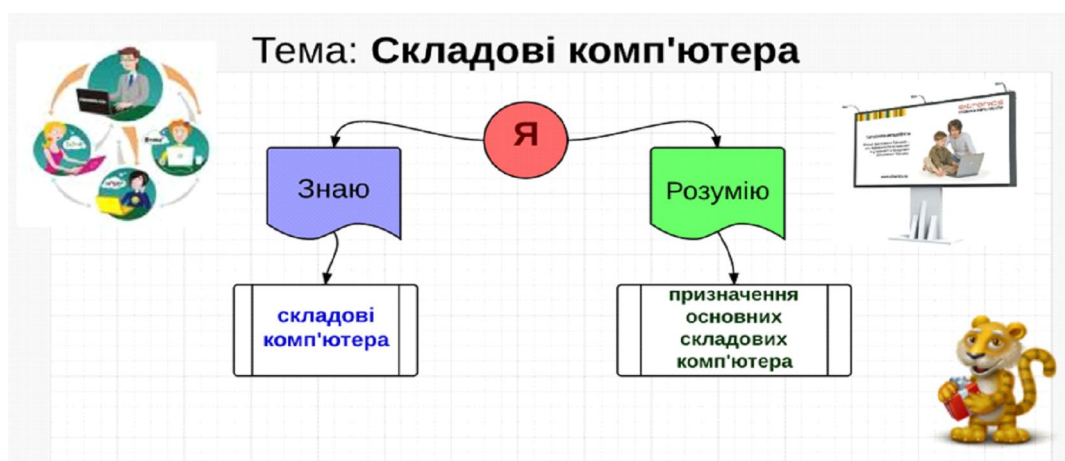 Тема: Складові комп'ютера
Я
Знаю
Розумію
складові
комп'ютера
призначення
основних
складових
комп'ютера